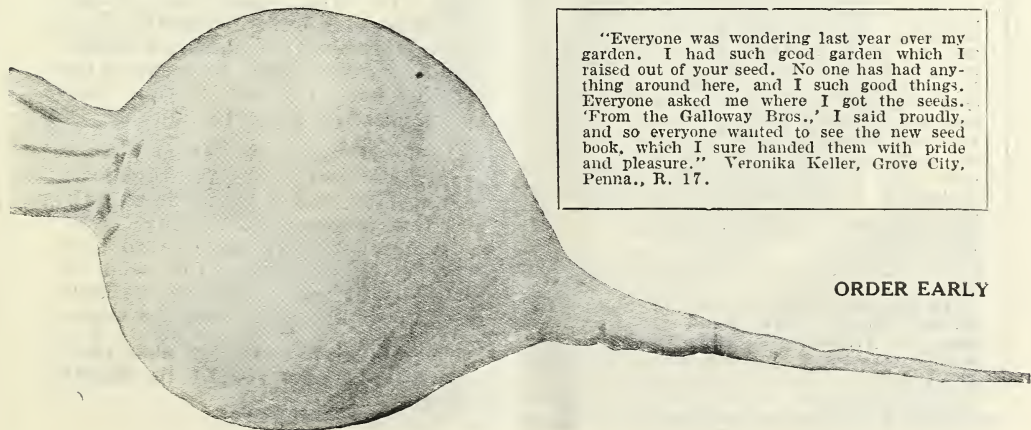 "Everyone was wondering last year over my
garden. I had such good garden which I
raised out of your seed. No one has had any-
thing around here, and I such good things.
Everyone asked me where I got the seeds.
'From the Galloway Bros.,' I said proudly,
and so everyone wanted to see the new seed
book, which I sure handed them with pride
and pleasure." Veronika Keller, Grove City,
Penna., R. 17.
ORDER EARLY